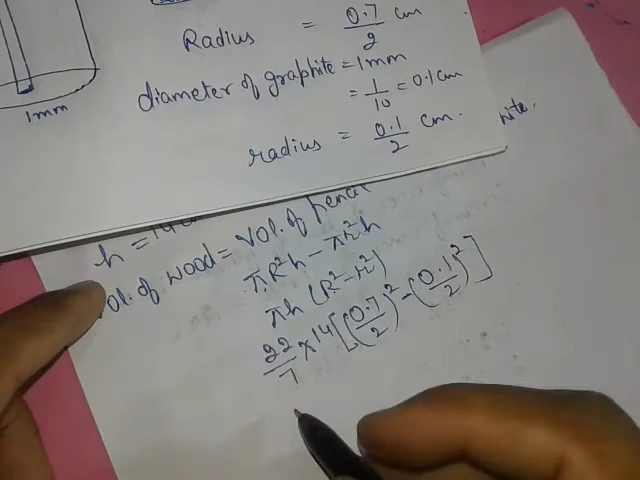 Radius = 0.7/2 cm
diameter of graphite = 1mm
= 1/10 = 0.1 cm
1mm
radius = 0.1/2 cm.
h = 14
Vol. of wood = Vol. of
πR²h − πr²h
πh (R² − r²)
22/7 × 14 [(0.7/2)² − (0.1/2)²]